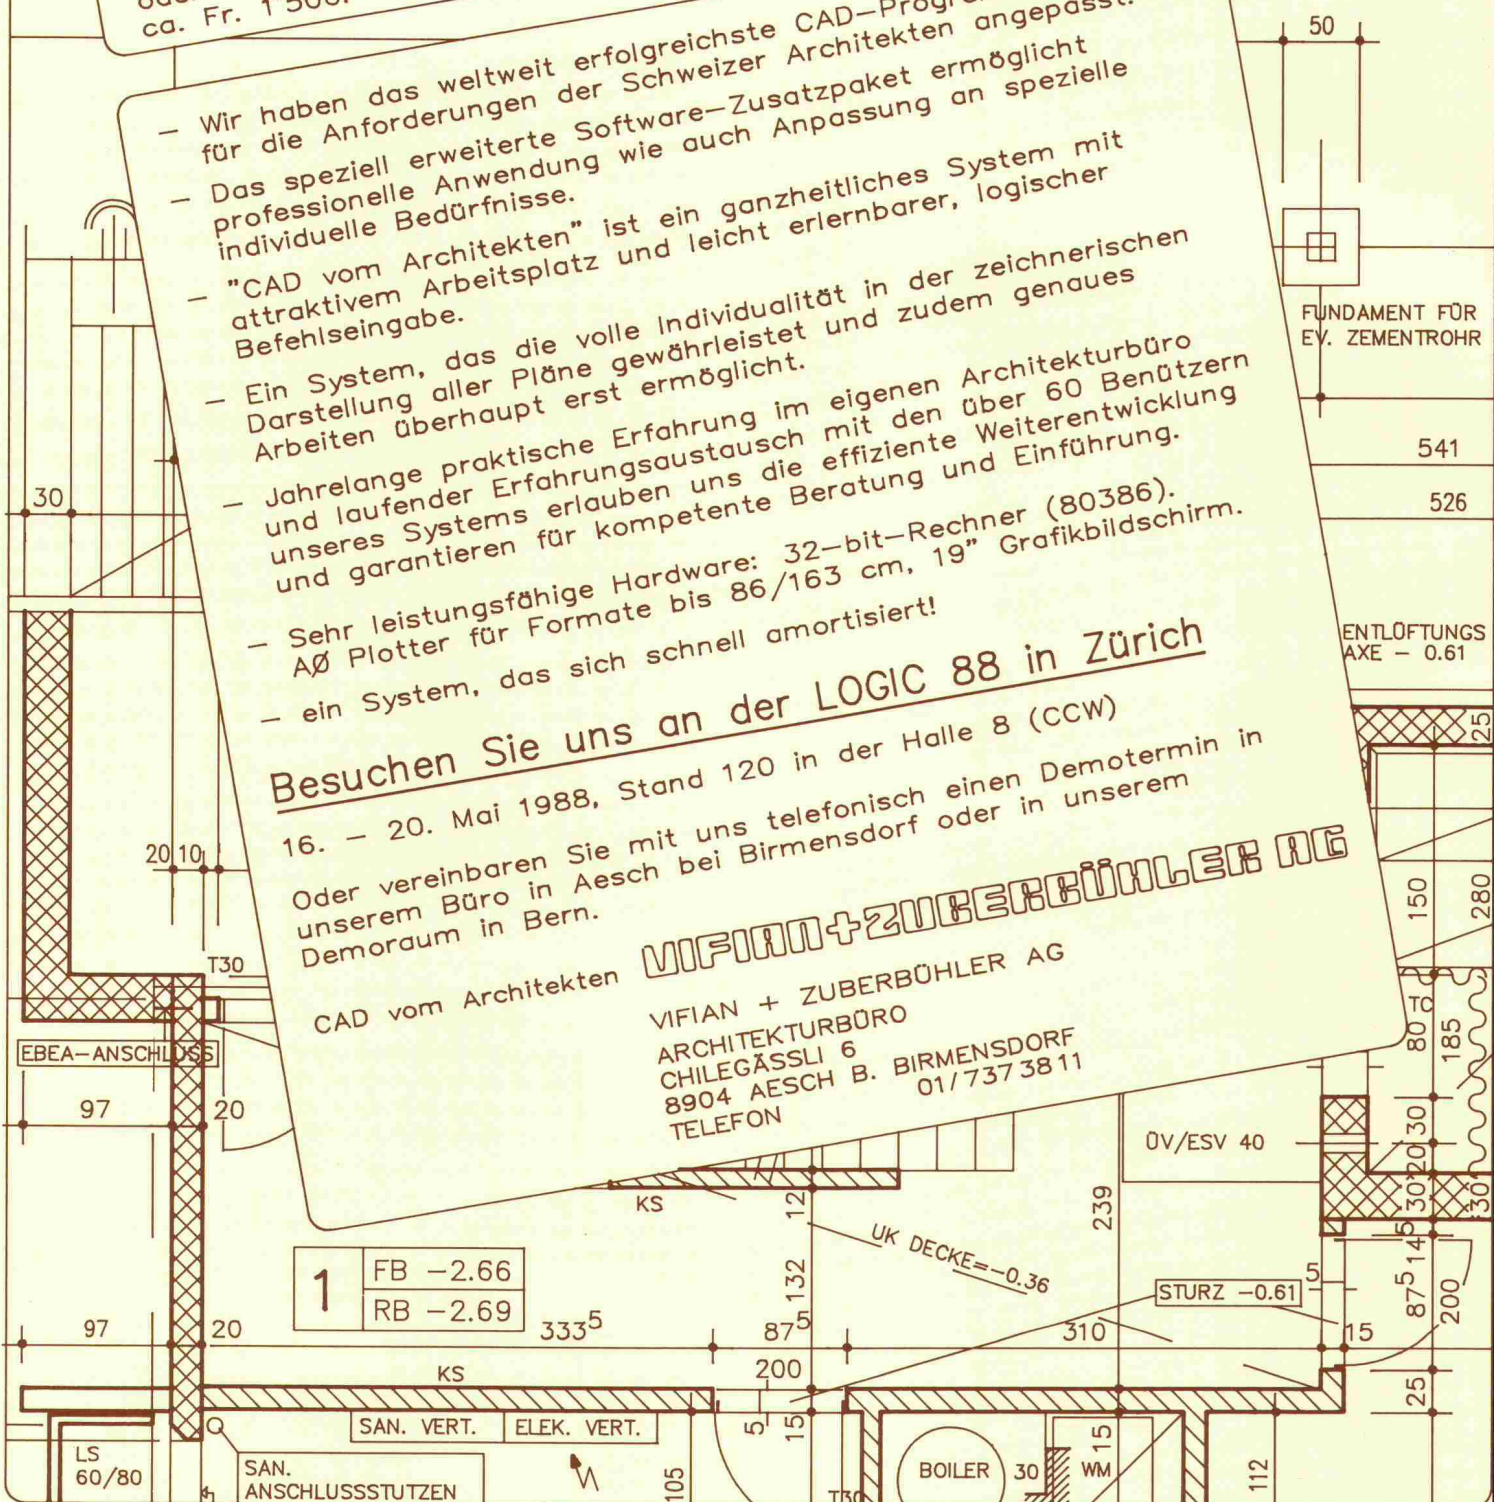 ca. Fr. 1'500.
— Wir haben das weltweit erfolgreichste
für die Anforderungen der Schweizer Architekten angepasst.
— Das speziell erweiterte Software—Zusatzpaket ermöglicht
professionelle Anwendung wie auch Anpassung an spezielle
individuelle Bedürfnisse.
— "CAD vom Architekten" ist ein ganzheitliches System mit
attraktivem Arbeitsplatz und leicht erlernbarer, logischer
Befehlseingabe.
— Ein System, das die volle Individualität in der zeichnerischen
Darstellung aller Pläne gewährleistet und zudem genaues
Arbeiten überhaupt erst ermöglicht.
— Jahrelange praktische Erfahrung im eigenen Architekturbüro
und laufender Erfahrungsaustausch mit den über 60 Benützern
unseres Systems erlauben uns die effiziente Weiterentwicklung
und garantieren für kompetente Beratung und Einführung.
— Sehr leistungsfähige Hardware: 32—bit—Rechner (80386).
AØ Plotter für Formate bis 86/163 cm, 19" Grafikbildschirm.
— ein System, das sich schnell amortisiert!
Besuchen Sie uns an der LOGIC 88 in Zürich
16. — 20. Mai 1988, Stand 120 in der Halle 8 (CCW)
Oder vereinbaren Sie mit uns telefonisch einen Demotermin in
unserem Büro in Aesch bei Birmensdorf oder in unserem
Demoraum in Bern.
CAD vom Architekten VIFIAN+ZUBERBÜHLER AG
VIFIAN + ZUBERBÜHLER AG
ARCHITEKTURBÜRO
CHILEGÄSSLI 6
8904 AESCH B. BIRMENSDORF
TELEFON 01/737 38 11
50
FUNDAMENT FÜR
EV. ZEMENTROHR
541
526
30
ENTLÜFTUNGS
AXE — 0.61
25
20 10
150
280
T30
TC
80
185
EBEA—ANSCHLUSS
97
20
ÜV/ESV 40
30
20
30
30
KS
12
239
UK DECKE=—0.36
1
FB —2.66
RB —2.69
132
STURZ —0.61
5
14⁵
87⁵
200
97
20
333⁵
87⁵
310
15
KS
200
25
SAN. VERT.
ELEK. VERT.
5
15
15
LS
60/80
SAN.
ANSCHLUSSSTUTZEN
105
T30
BOILER
30
WM
112